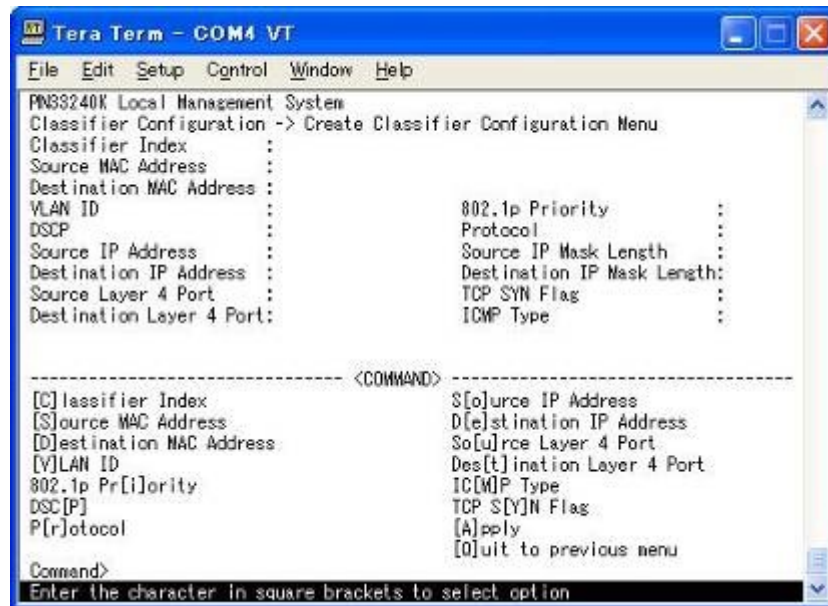 Tera Term - COM4 VT
File Edit Setup Control Window Help
PN33240K Local Management System
Classifier Configuration -> Create Classifier Configuration Menu
Classifier Index :
Source MAC Address :
Destination MAC Address :
VLAN ID : 802.1p Priority :
DSCP : Protocol :
Source IP Address : Source IP Mask Length :
Destination IP Address : Destination IP Mask Length:
Source Layer 4 Port : TCP SYN Flag :
Destination Layer 4 Port: ICMP Type :
-------------------------------- <COMMAND> -----------------------------------
[C]lassifier Index S[o]urce IP Address
[S]ource MAC Address D[e]stination IP Address
[D]estination MAC Address So[u]rce Layer 4 Port
[V]LAN ID Des[t]ination Layer 4 Port
802.1p Pr[i]ority IC[M]P Type
DSC[P] TCP S[Y]N Flag
P[r]otocol [A]pply
[Q]uit to previous menu
Command>
Enter the character in square brackets to select option